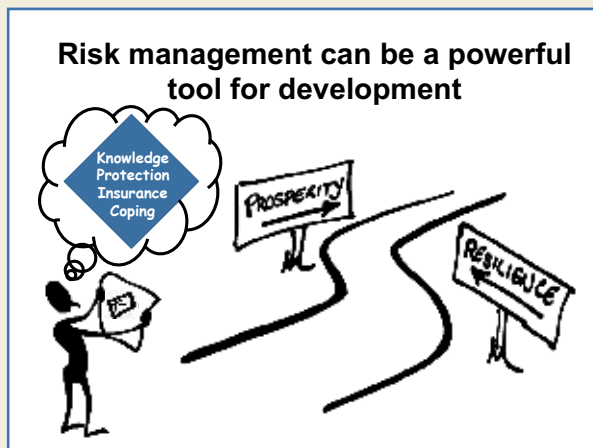 Risk management can be a powerful
tool for development
Knowledge
Protection
Insurance
Coping
PROSPERITY
RESILIENCE